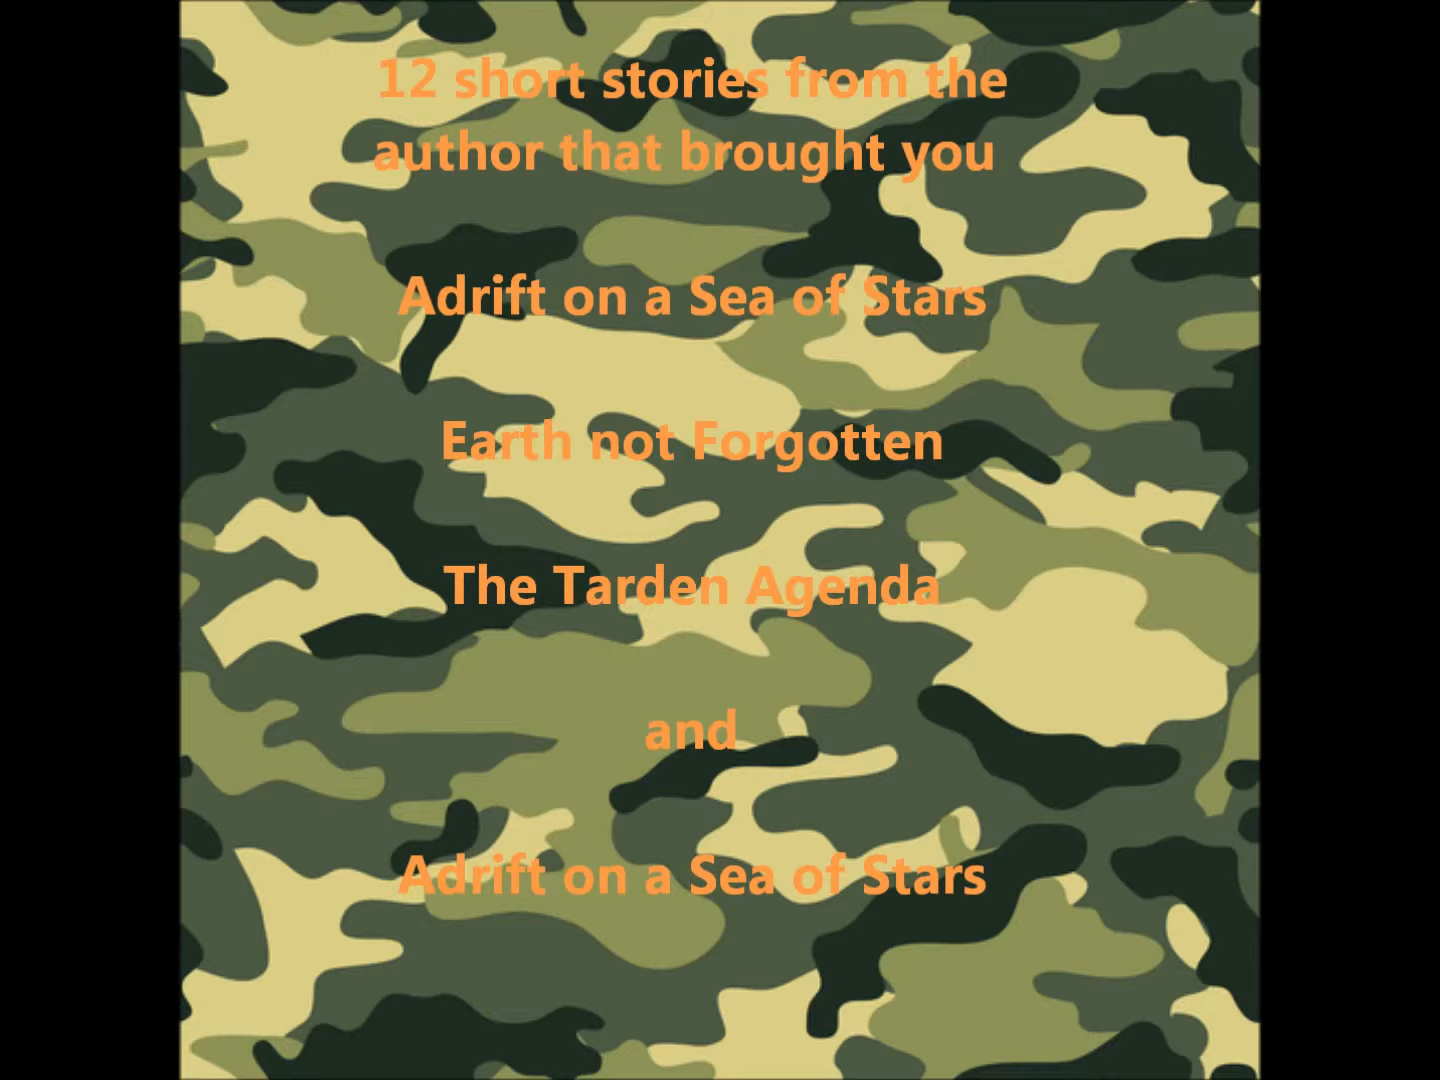 12 short stories from the
author that brought you
Adrift on a Sea of Stars
Earth not Forgotten
The Tarden Agenda
and
Adrift on a Sea of Stars